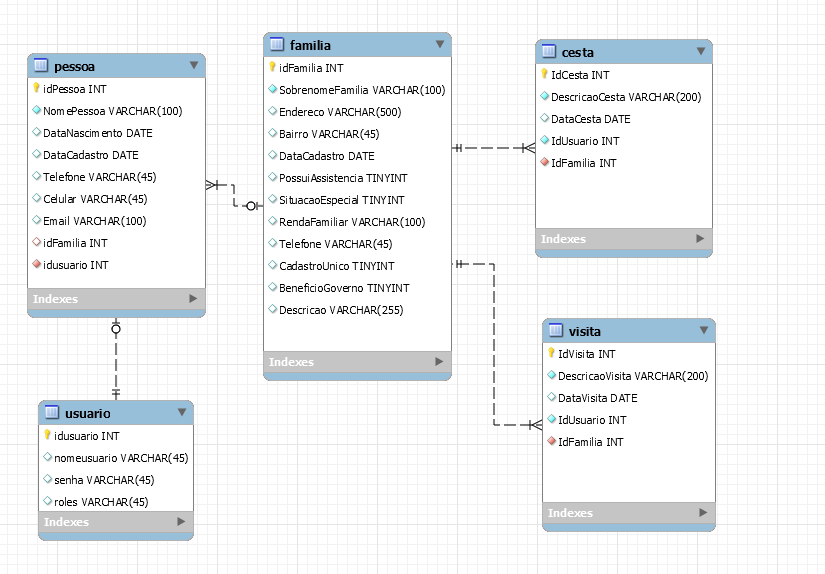 pessoa
idPessoa INT
NomePessoa VARCHAR(100)
DataNascimento DATE
DataCadastro DATE
Telefone VARCHAR(45)
Celular VARCHAR(45)
Email VARCHAR(100)
idFamilia INT
idusuario INT
Indexes
familia
idFamilia INT
SobrenomeFamilia VARCHAR(100)
Endereco VARCHAR(500)
Bairro VARCHAR(45)
DataCadastro DATE
PossuiAssistencia TINYINT
SituacaoEspecial TINYINT
RendaFamiliar VARCHAR(100)
Telefone VARCHAR(45)
CadastroUnico TINYINT
BeneficioGoverno TINYINT
Descricao VARCHAR(255)
Indexes
cesta
IdCesta INT
DescricaoCesta VARCHAR(200)
DataCesta DATE
IdUsuario INT
IdFamilia INT
Indexes
usuario
idusuario INT
nomeusuario VARCHAR(45)
senha VARCHAR(45)
roles VARCHAR(45)
Indexes
visita
IdVisita INT
DescricaoVisita VARCHAR(200)
DataVisita DATE
IdUsuario INT
IdFamilia INT
Indexes